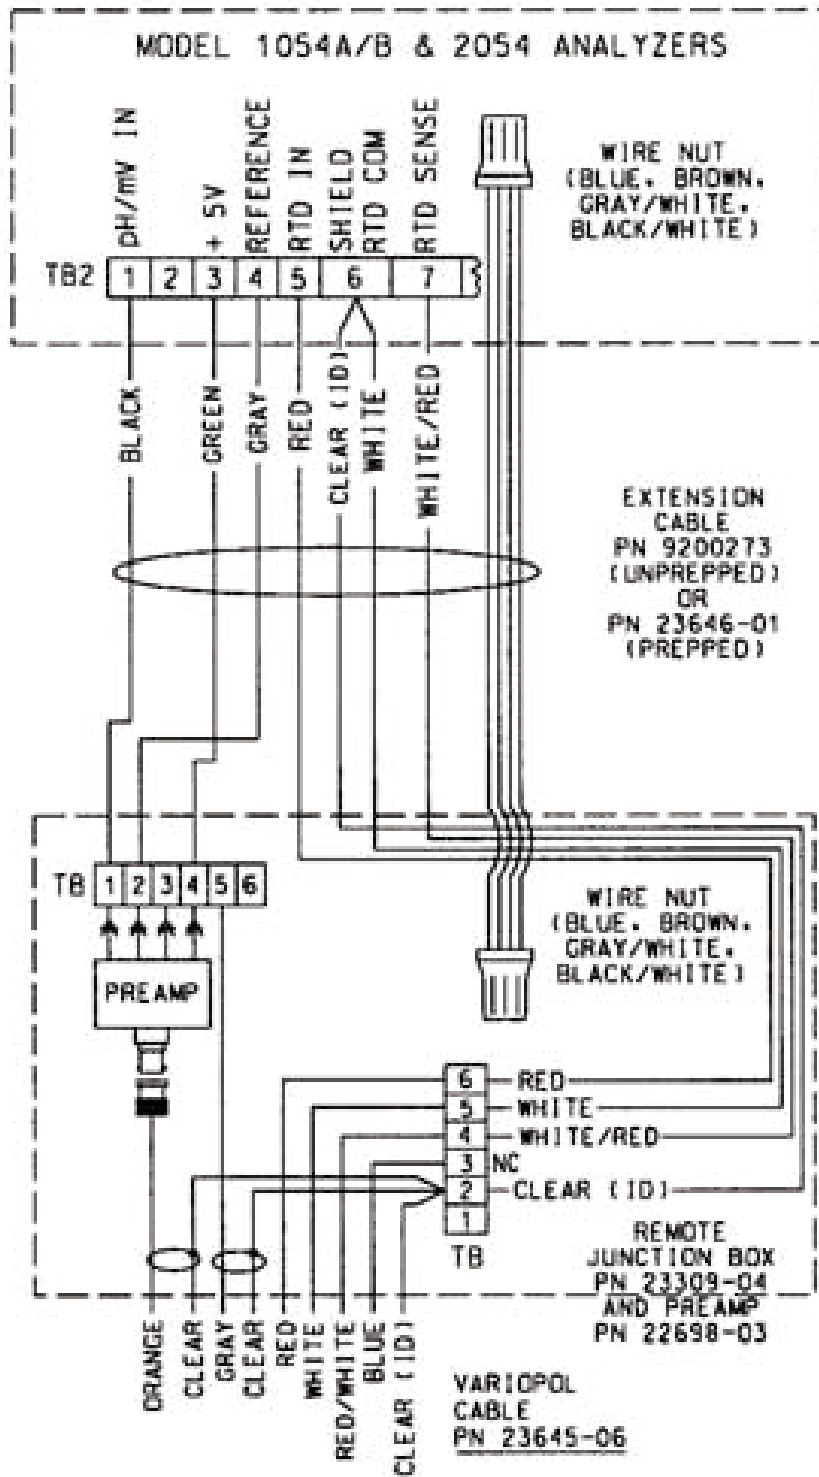 MODEL 1054A/B & 2054 ANALYZERS
pH/mV IN
+ 5V
REFERENCE
RTD IN
SHIELD
RTD COM
RTD SENSE
WIRE NUT
(BLUE, BROWN,
GRAY/WHITE,
BLACK/WHITE)
TB2 1 2 3 4 5 6 7
BLACK
GREEN
GRAY
RED
CLEAR (ID)
WHITE
WHITE/RED
EXTENSION
CABLE
PN 9200273
(UNPREPPED)
OR
PN 23646-01
(PREPPED)
TB 1 2 3 4 5 6
PREAMP
WIRE NUT
(BLUE, BROWN,
GRAY/WHITE,
BLACK/WHITE)
6 RED
5 WHITE
4 WHITE/RED
3 NC
2 CLEAR (ID)
1
TB
REMOTE
JUNCTION BOX
PN 23309-04
AND PREAMP
PN 22698-03
ORANGE
CLEAR
GRAY
CLEAR
RED
WHITE
RED/WHITE
BLUE
CLEAR (ID)
VARIOPOL
CABLE
PN 23645-06